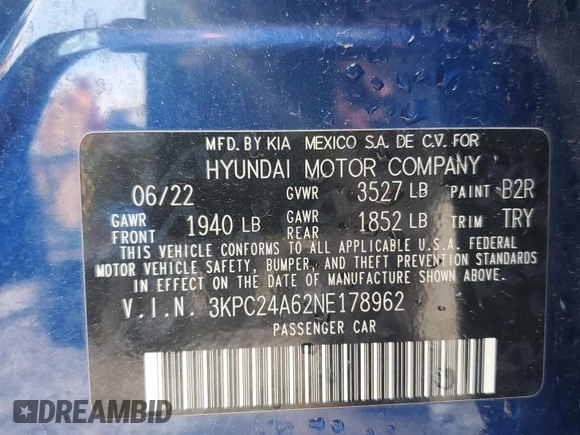 MFD. BY KIA MEXICO S.A. DE C.V. FOR
HYUNDAI MOTOR COMPANY
06/22 GVWR 3527 LB PAINT B2R
GAWR FRONT 1940 LB GAWR REAR 1852 LB TRIM TRY
THIS VEHICLE CONFORMS TO ALL APPLICABLE U.S.A. FEDERAL
MOTOR VEHICLE SAFETY, BUMPER, AND THEFT PREVENTION STANDARDS
IN EFFECT ON THE DATE OF MANUFACTURE SHOWN ABOVE.
V.I.N. 3KPC24A62NE178962
PASSENGER CAR
DREAMBID